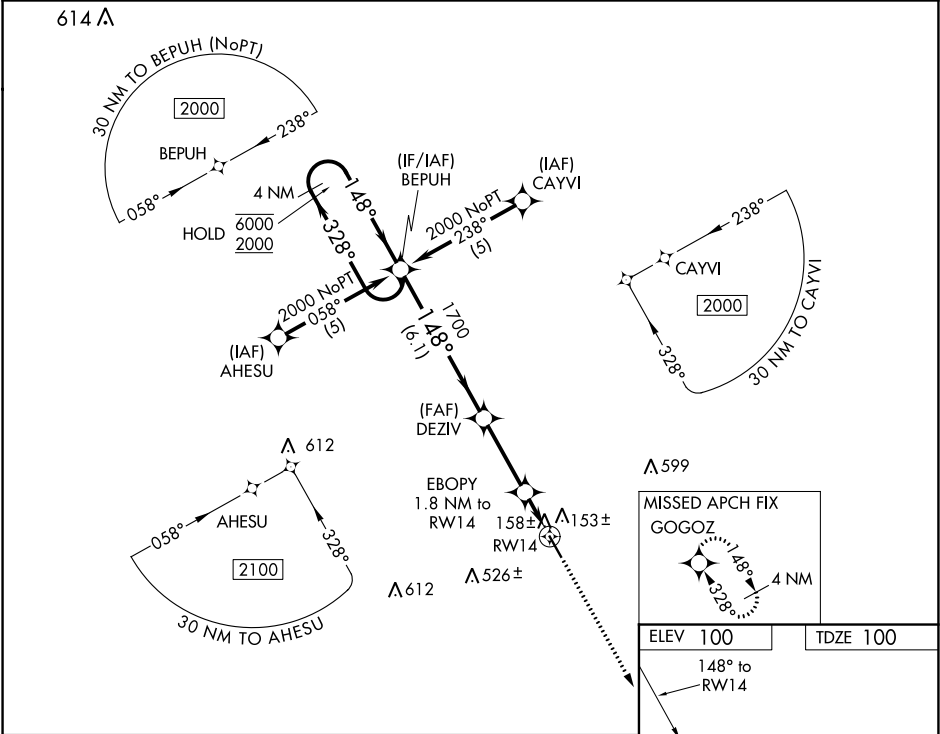 614
30 NM TO BEPUH (NoPT)
2000
BEPUH
238°
058°
(IF/IAF)
BEPUH
(IAF)
CAYVI
4 NM
148°
HOLD
6000
2000
328°
2000 NoPT
238°
(5)
2000 NoPT
058°
(5)
(IAF)
AHESU
1700
148°
(6.1)
238°
CAYVI
2000
328°
30 NM TO CAYVI
(FAF)
DEZIV
612
AHESU
058°
328°
2100
30 NM TO AHESU
EBOPY
1.8 NM to
RW14
158±
153±
RW14
599
612
526±
MISSED APCH FIX
GOGOZ
148°
328°
4 NM
ELEV 100
TDZE 100
148° to
RW14